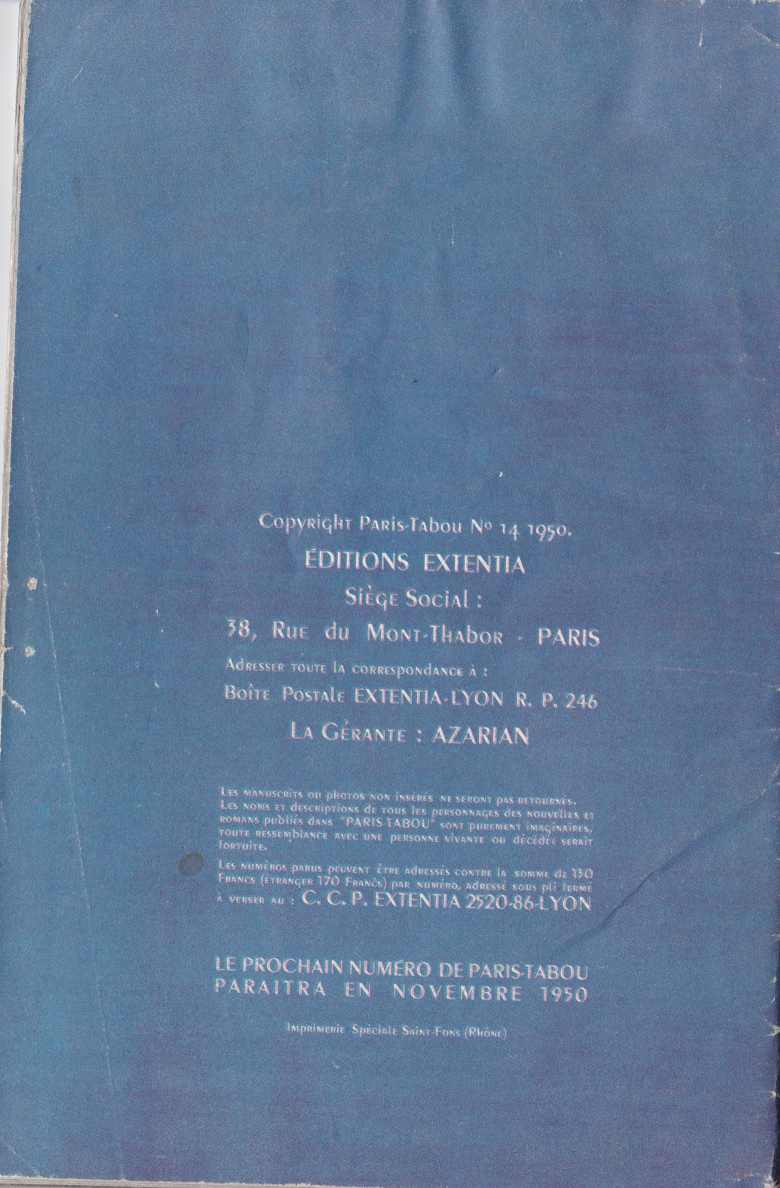 Copyright Paris-Tabou Nº 14 1950.
ÉDITIONS EXTENTIA
Siège Social :
38, Rue du Mont-Thabor - PARIS
Adresser toute la correspondance à :
Boîte Postale EXTENTIA-LYON R. P. 246
La Gérante : AZARIAN
Les manuscrits ou photos non insérés ne seront pas retournés.
Les noms et descriptions de tous les personnages des nouvelles et
romans publiés dans "PARIS TABOU" sont purement imaginaires,
toute ressemblance avec une personne vivante ou décédée serait
fortuite.
Les numéros parus peuvent être adressés contre la somme de 130
Francs (étranger 170 Francs) par numéro, adressé sous pli fermé
à verser au : C. C. P. EXTENTIA 2520-86-LYON
LE PROCHAIN NUMÉRO DE PARIS-TABOU
PARAITRA EN NOVEMBRE 1950
Imprimerie Spéciale Saint-Fons (Rhône)